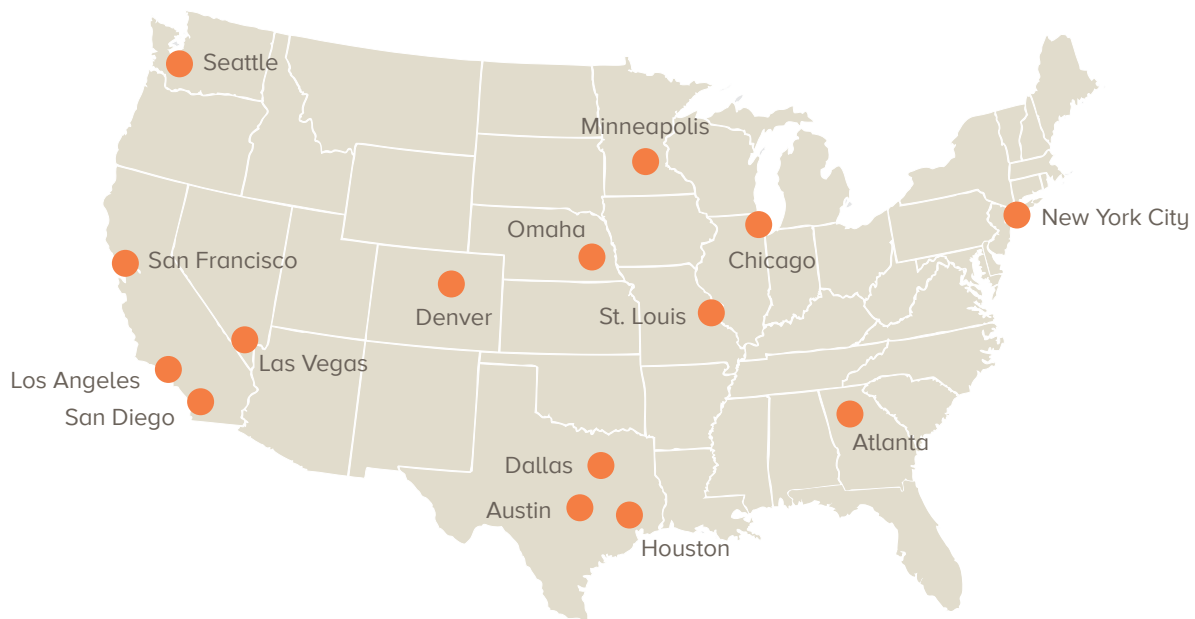 Seattle
Minneapolis
New York City
Omaha
San Francisco
Chicago
Denver
St. Louis
Las Vegas
Los Angeles
San Diego
Atlanta
Dallas
Austin
Houston